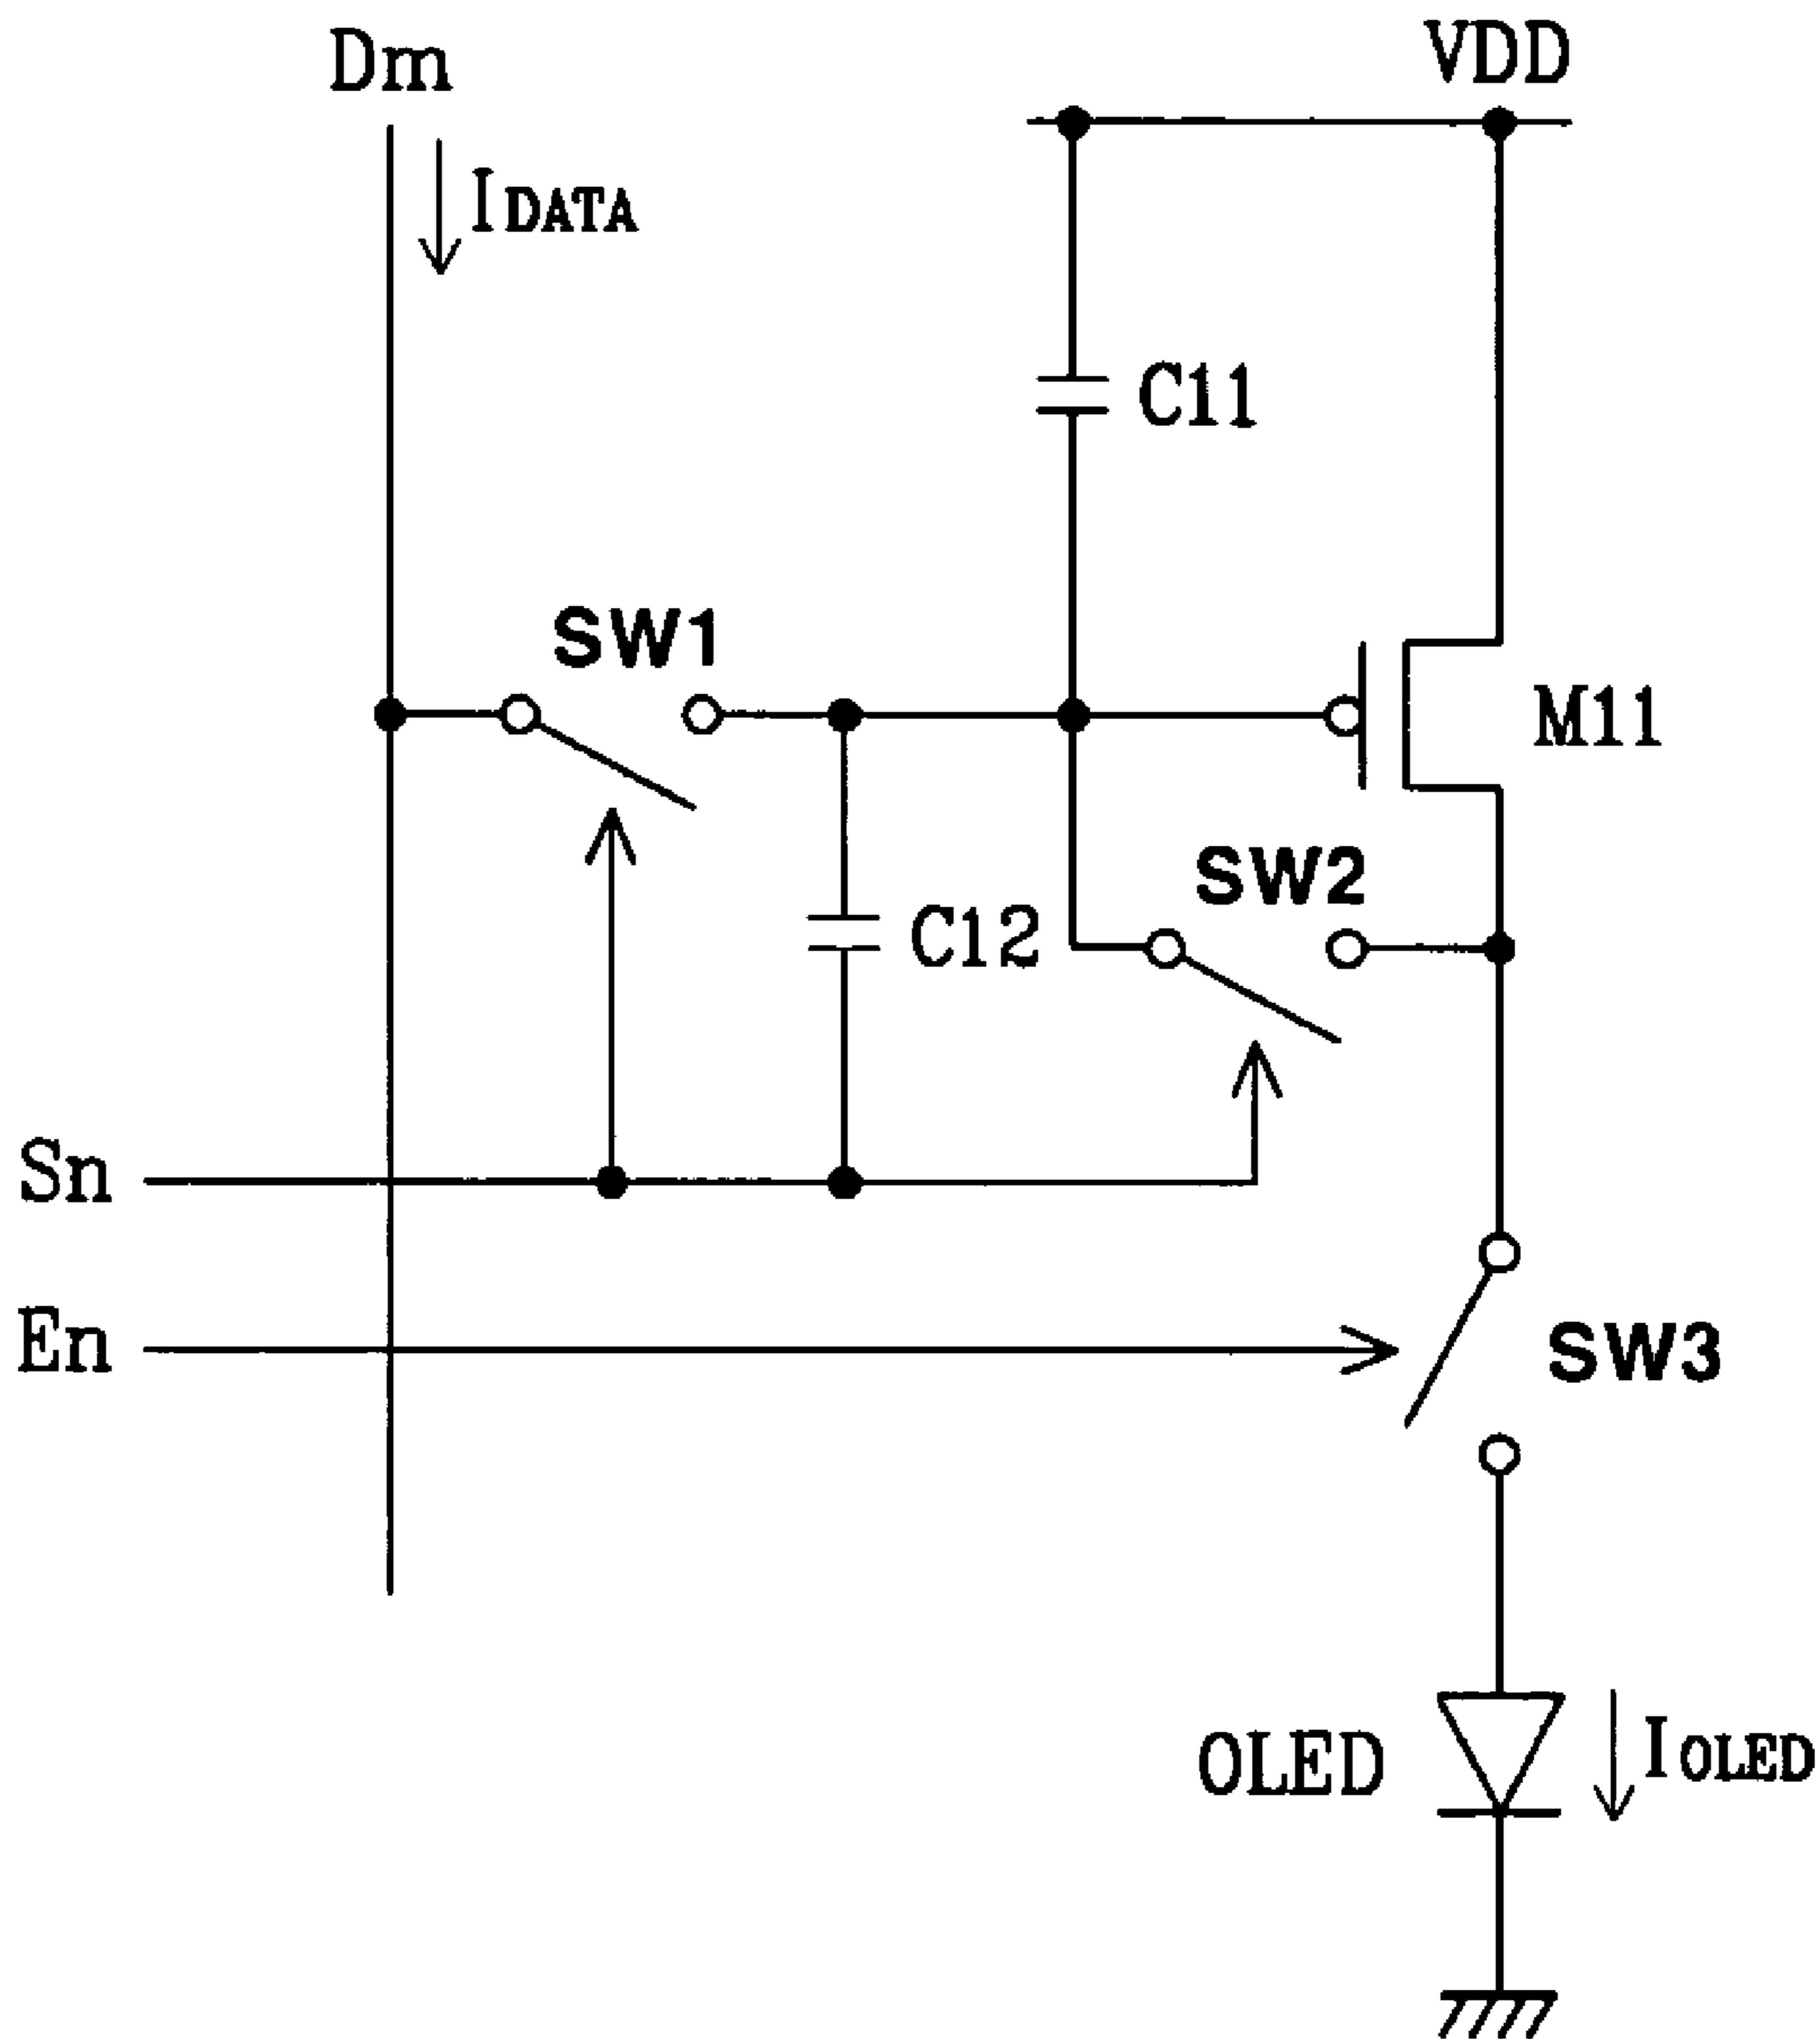 Dm
VDD
IDATA
C11
SW1
M11
SW2
C12
Sn
En
SW3
OLED
IOLED